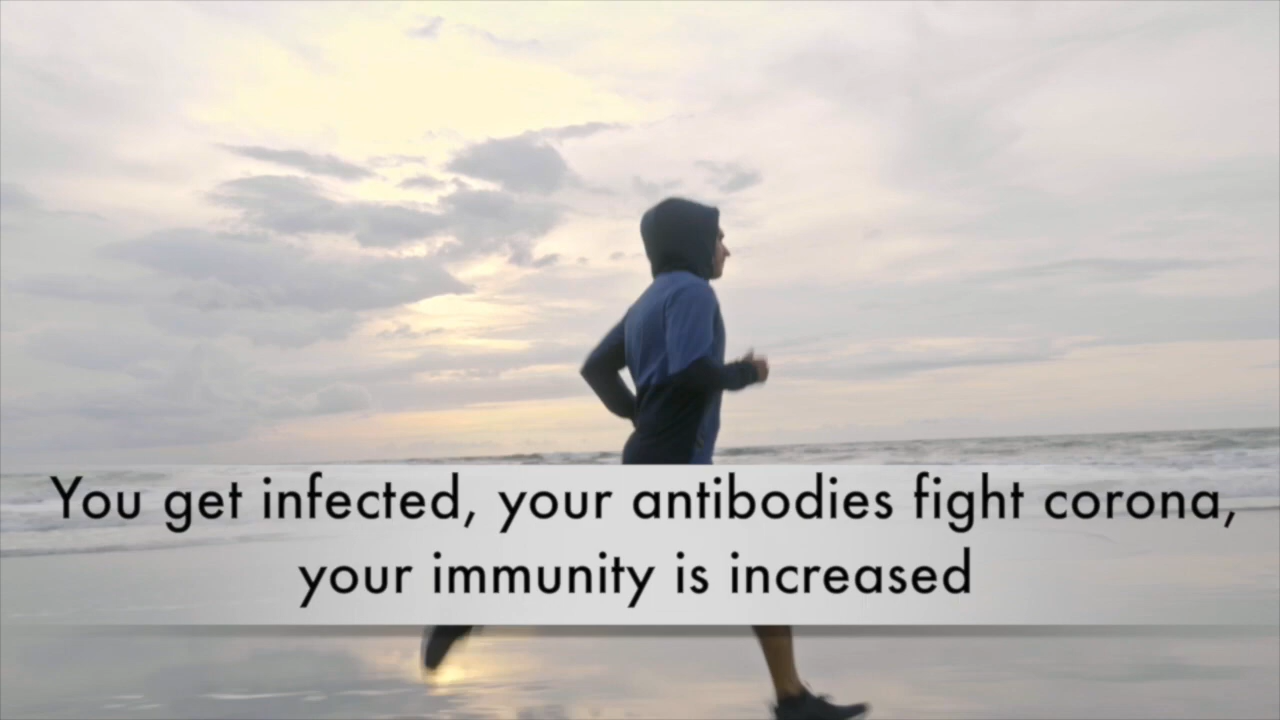 You get infected, your antibodies fight corona,
your immunity is increased